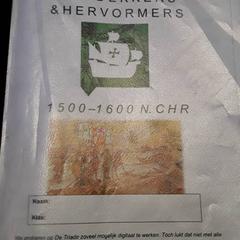 &HERVORMERS
1500-1600 N. CHR
Naam:
Klas:
We proberen op De Triade zoveel mogelijk digitaal te werken. Toch lukt dat niet met alle